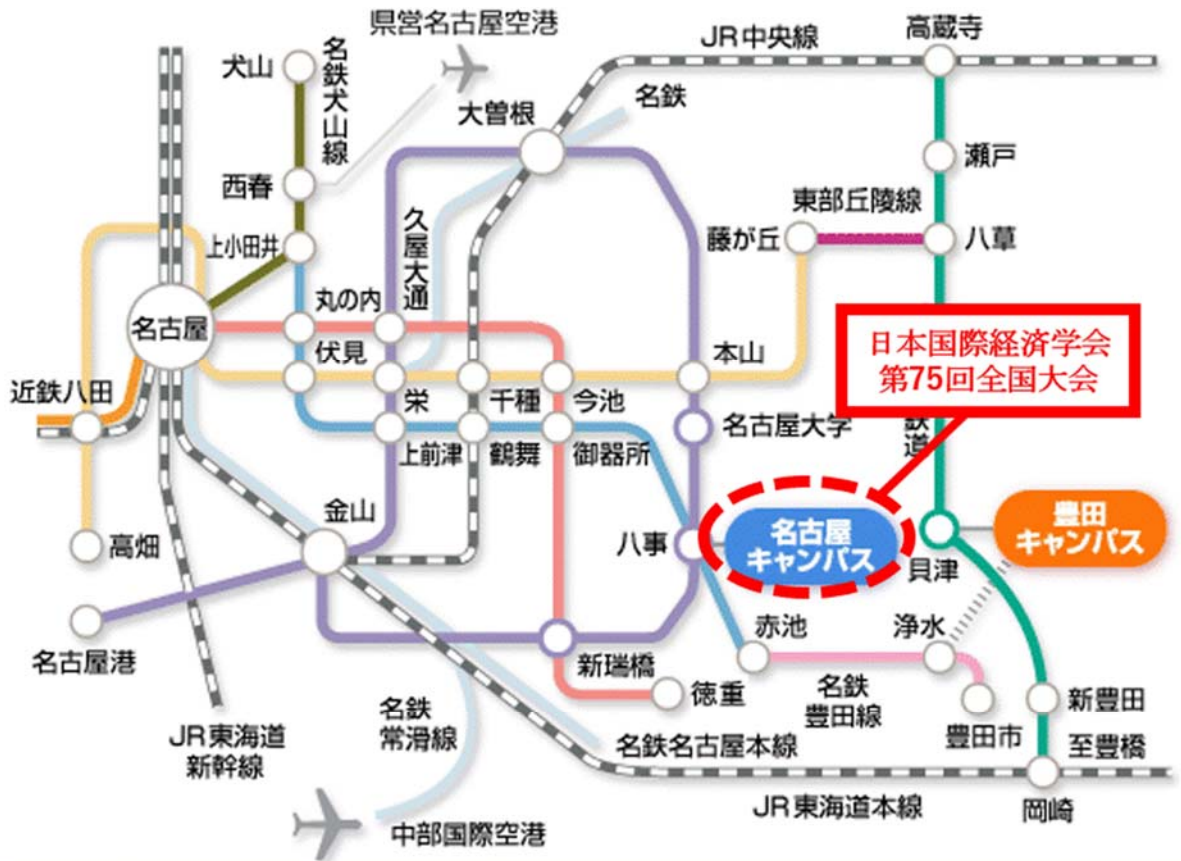 県営名古屋空港
JR中央線
高蔵寺
犬山
名鉄犬山線
大曽根
名鉄
西春
瀬戸
東部丘陵線
上小田井
久屋大通
藤が丘
八草
丸の内
名古屋
伏見
本山
日本国際経済学会
第75回全国大会
近鉄八田
栄
千種
今池
名古屋大学
鉄道
上前津
鶴舞
御器所
金山
高畑
八事
名古屋
キャンパス
豊田
キャンパス
貝津
赤池
浄水
名古屋港
新瑞橋
徳重
名鉄
豊田線
新豊田
豊田市
JR東海道
新幹線
名鉄
常滑線
名鉄名古屋本線
至豊橋
JR東海道本線
岡崎
中部国際空港